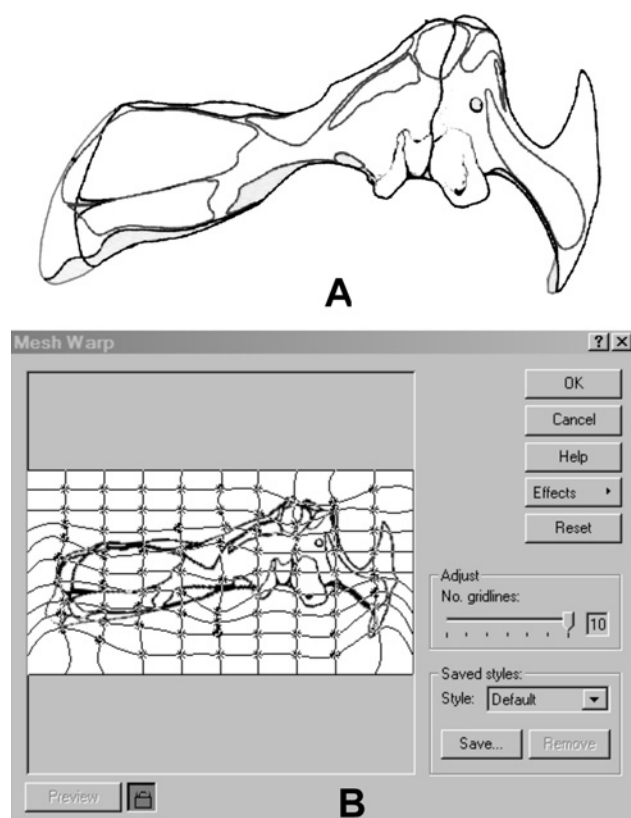 A
Mesh Warp
? X
OK
Cancel
Help
Effects
Reset
Adjust
No. gridlines:
10
Saved styles:
Style: Default
Save... Remove
Preview
B